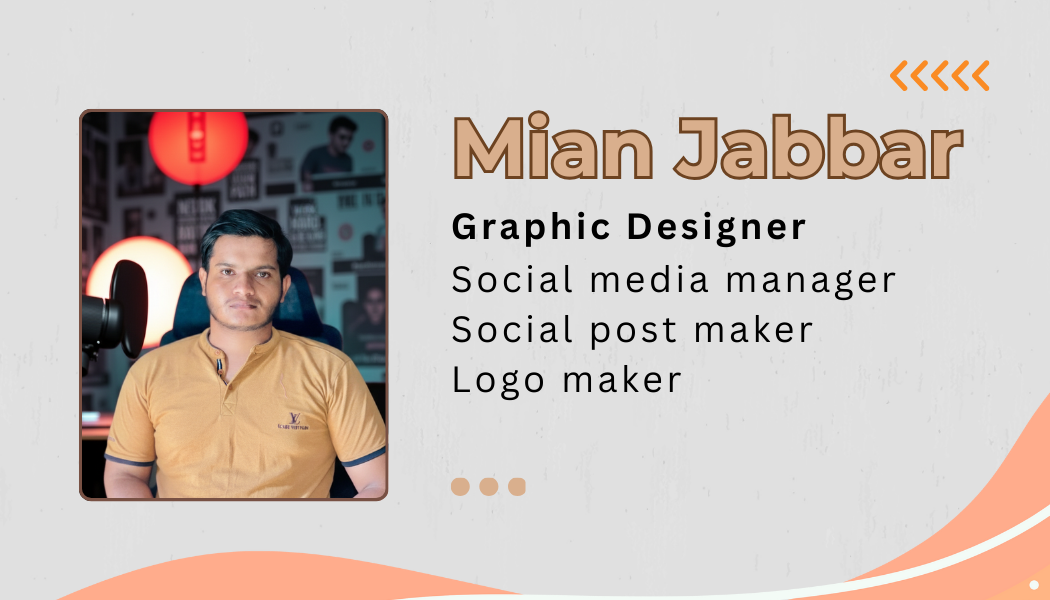 Mian Jabbar
Graphic Designer
Social media manager
Social post maker
Logo maker